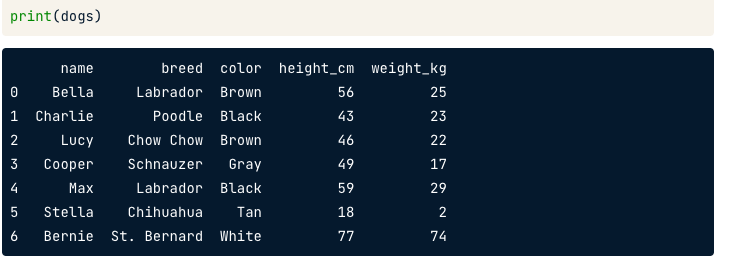 print(dogs)
name breed color height_cm weight_kg
0 Bella Labrador Brown 56 25
1 Charlie Poodle Black 43 23
2 Lucy Chow Chow Brown 46 22
3 Cooper Schnauzer Gray 49 17
4 Max Labrador Black 59 29
5 Stella Chihuahua Tan 18 2
6 Bernie St. Bernard White 77 74